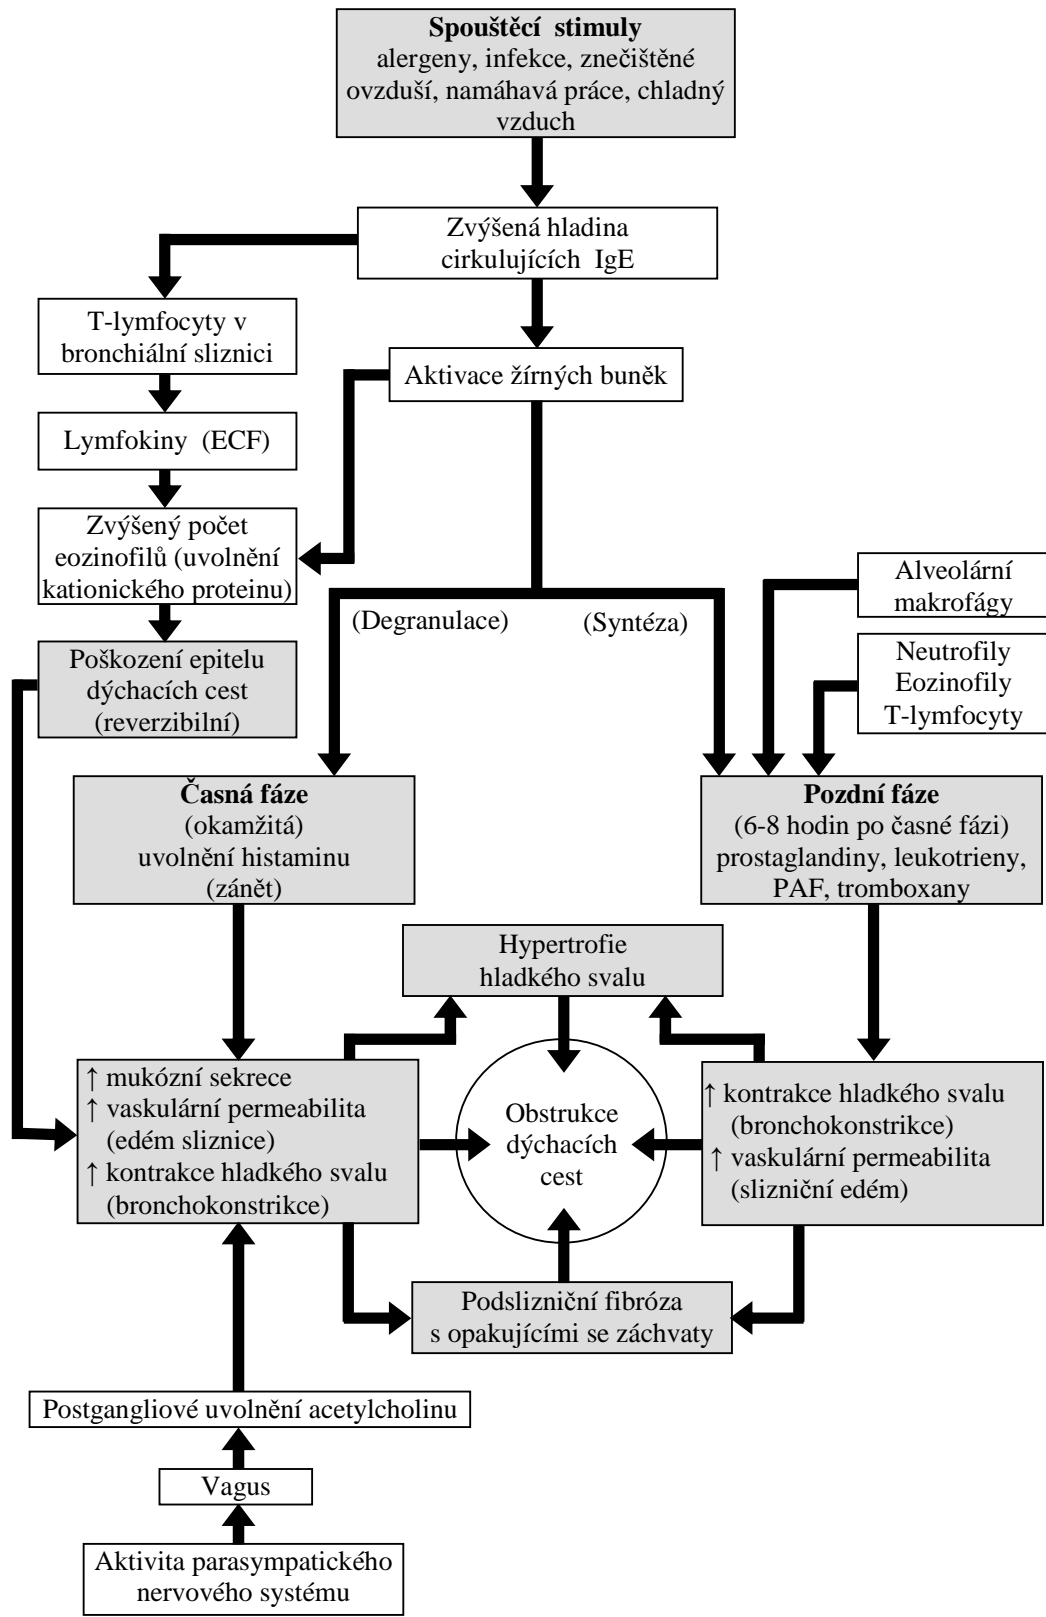 Spouštěcí stimuly
alergeny, infekce, znečištěné
ovzduší, namáhavá práce, chladný
vzduch
Zvýšená hladina
cirkulujících IgE
T-lymfocyty v
bronchiální sliznici
Aktivace žírných buněk
Lymfokiny (ECF)
Zvýšený počet
eozinofilů (uvolnění
kationického proteinu)
Alveolární
makrofágy
(Degranulace)
(Syntéza)
Neutrofily
Eozinofily
T-lymfocyty
Poškození epitelu
dýchacích cest
(reverzibilní)
Časná fáze
(okamžitá)
uvolnění histaminu
(zánět)
Pozdní fáze
(6-8 hodin po časné fázi)
prostaglandiny, leukotrieny,
PAF, tromboxany
Hypertrofie
hladkého svalu
↑ mukózní sekrece
↑ vaskulární permeabilita
(edém sliznice)
↑ kontrakce hladkého svalu
(bronchokonstrikce)
Obstrukce
dýchacích
cest
↑ kontrakce hladkého svalu
(bronchokonstrikce)
↑ vaskulární permeabilita
(slizniční edém)
Podslizniční fibróza
s opakujícími se záchvaty
Postgangliové uvolnění acetylcholinu
Vagus
Aktivita parasympatického
nervového systému